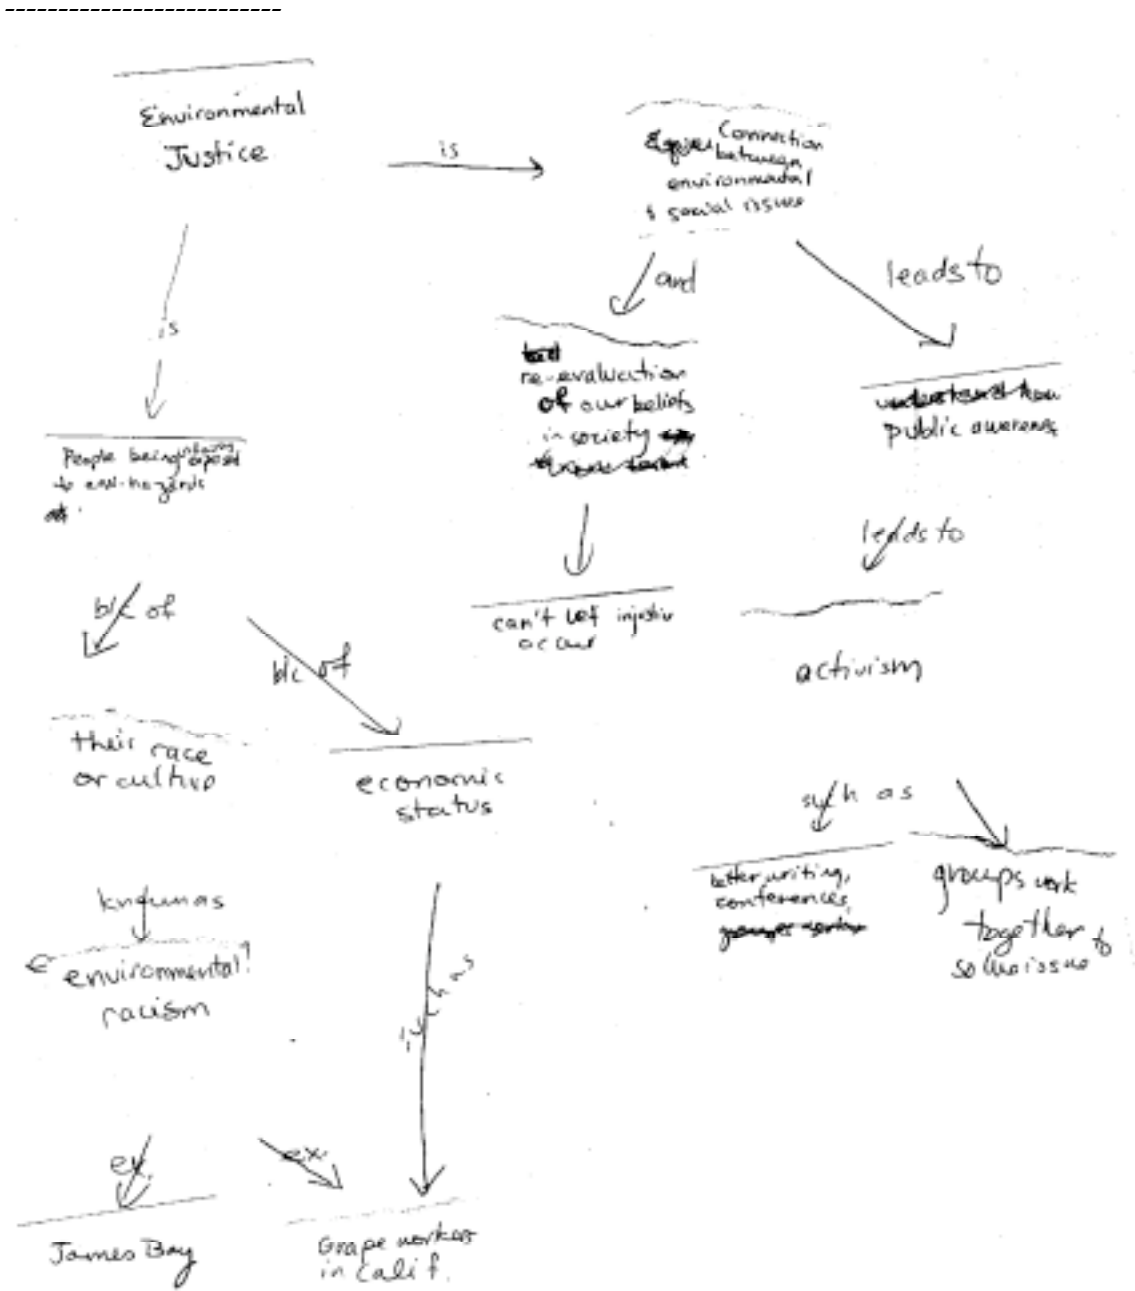 Environmental
Justice
is
Connection
between
environmental
& social issues
and
leads to
is
re-evaluation
of our beliefs
in society
public awareness
People being exposed
to env. hazards
leads to
b/c of
b/c of
can't let
occur
activism
their race
or culture
economic
status
such as
letter writing,
conferences,
groups work
together to
solve issue
known as
environmental
racism
such as
ex.
ex.
James Bay
Grape workers
in Calif.